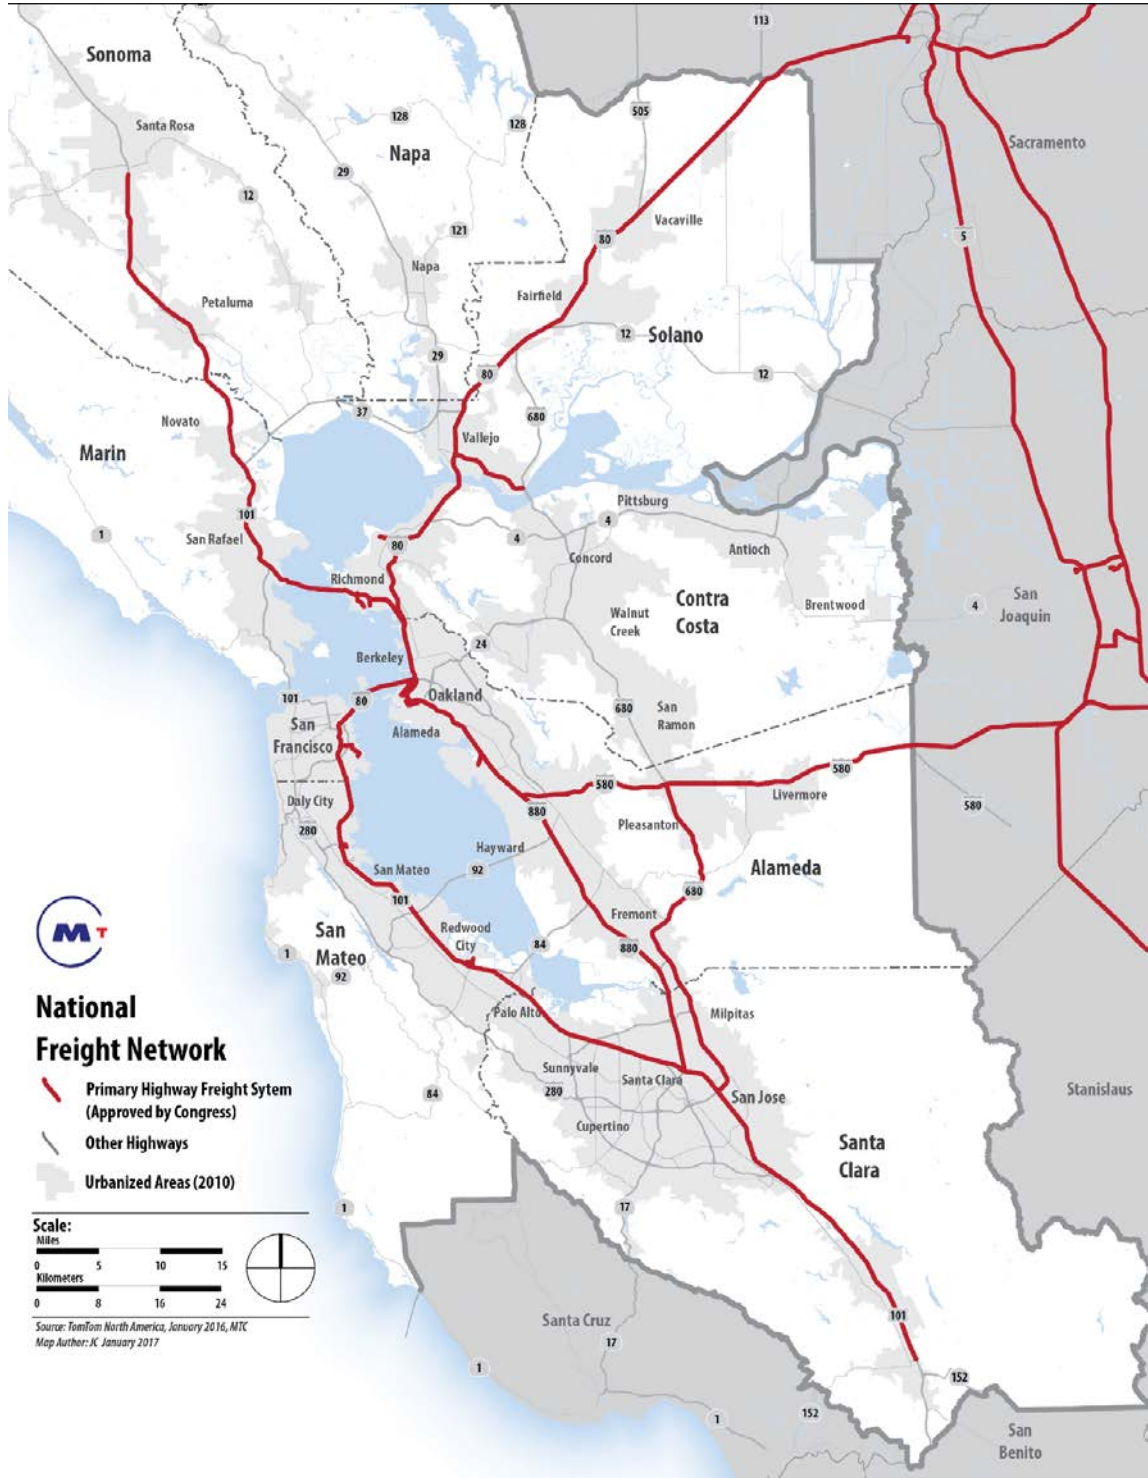 113
Sonoma
505
128
128
Santa Rosa
Sacramento
Napa
29
12
Vacaville
121
80
5
Napa
Fairfield
Petaluma
12
Solano
29
80
12
37
680
Novato
Vallejo
Marin
Pittsburg
101
4
1
San Rafael
4
80
Antioch
Concord
Richmond
Contra
Costa
San
Joaquin
4
Brentwood
Walnut
Creek
24
Berkeley
Oakland
101
80
680
San
Ramon
San
Francisco
Alameda
580
580
Livermore
Daly City
580
880
Pleasanton
280
Hayward
San Mateo
92
Alameda
680
101
Fremont
M T
Redwood
City
San
Mateo
84
880
1
92
National
Freight Network
Palo Alto
Milpitas
Primary Highway Freight Sytem
(Approved by Congress)
Sunnyvale
Santa Clara
280
San Jose
84
Stanislaus
Other Highways
Cupertino
Santa
Clara
Urbanized Areas (2010)
1
17
Scale:
Miles
0 5 10 15
Kilometers
0 8 16 24
Source: TomTom North America, January 2016, MTC
Map Author: JC January 2017
Santa Cruz
101
17
1
152
152
1
San
Benito